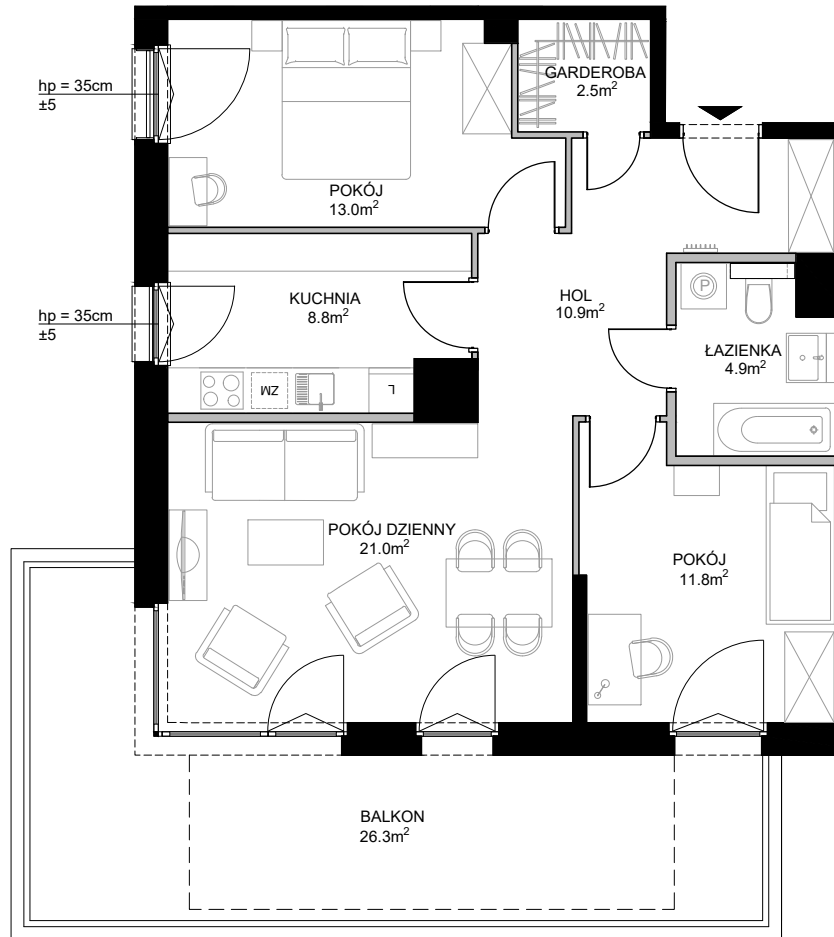 GARDEROBA
2.5m²
hp = 35cm
±5
POKÓJ
13.0m²
KUCHNIA
8.8m²
HOL
10.9m²
P
hp = 35cm
±5
ŁAZIENKA
4.9m²
ZM
L
POKÓJ DZIENNY
21.0m²
POKÓJ
11.8m²
BALKON
26.3m²